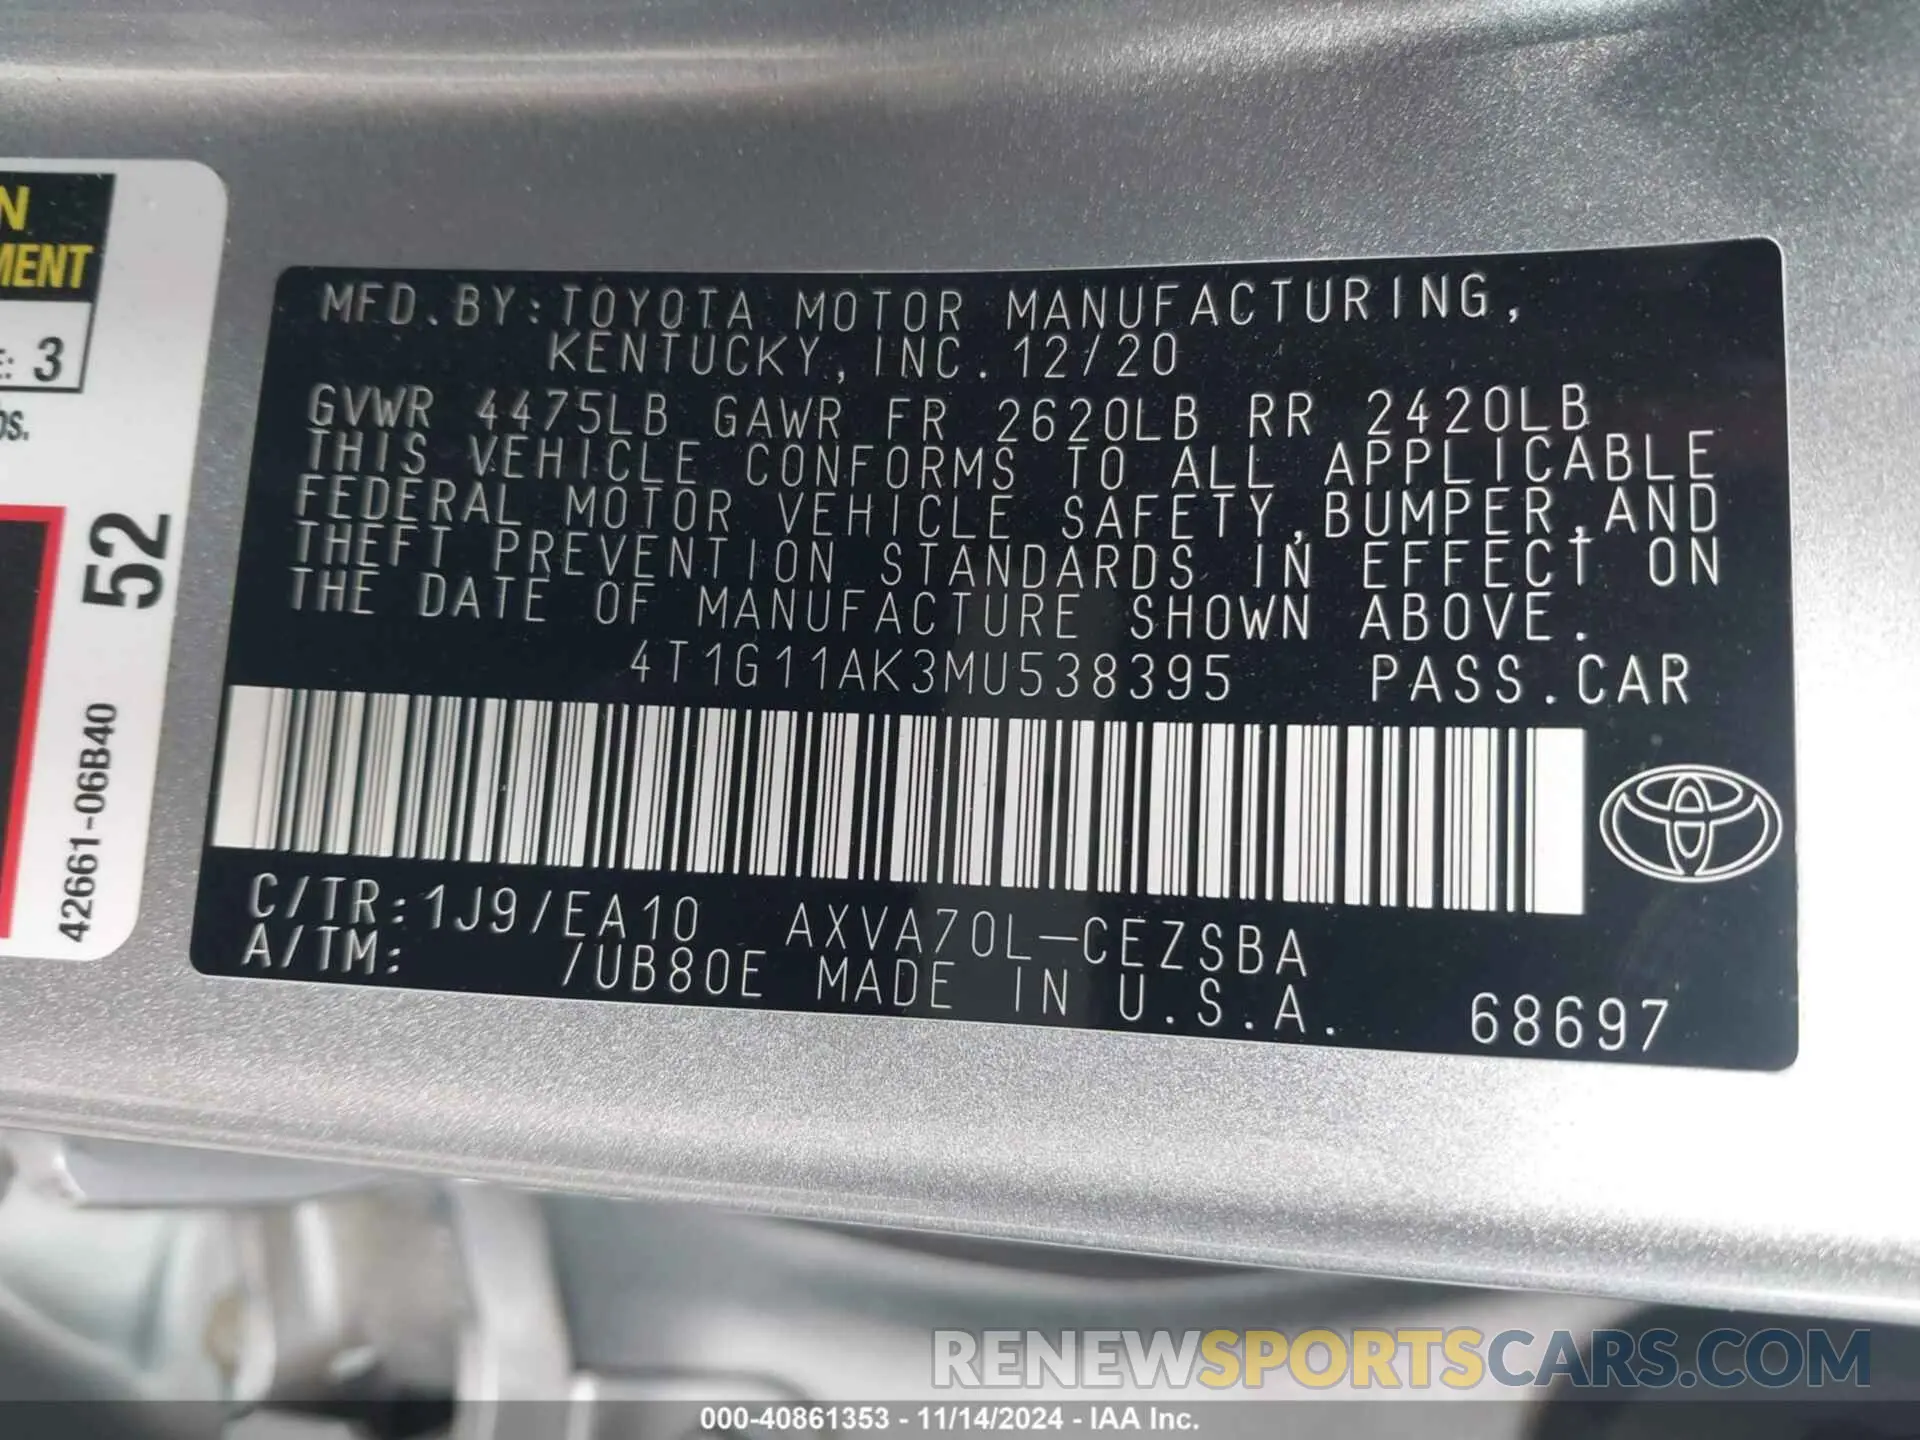 N
MENT
E: 3
bs.
52
42661-06B40
MFD.BY:TOYOTA MOTOR MANUFACTURING,
KENTUCKY, INC. 12/20
GVWR 4475LB GAWR FR 2620LB RR 2420LB
THIS VEHICLE CONFORMS TO ALL APPLICABLE
FEDERAL MOTOR VEHICLE SAFETY,BUMPER,AND
THEFT PREVENTION STANDARDS IN EFFECT ON
THE DATE OF MANUFACTURE SHOWN ABOVE.
4T1G11AK3MU538395 PASS.CAR
C/TR:1J9/EA10 AXVA70L-CEZSBA
A/TM: /UB80E MADE IN U.S.A. 68697
RENEWSPORTSCARS.COM
000-40861353 - 11/14/2024 - IAA Inc.